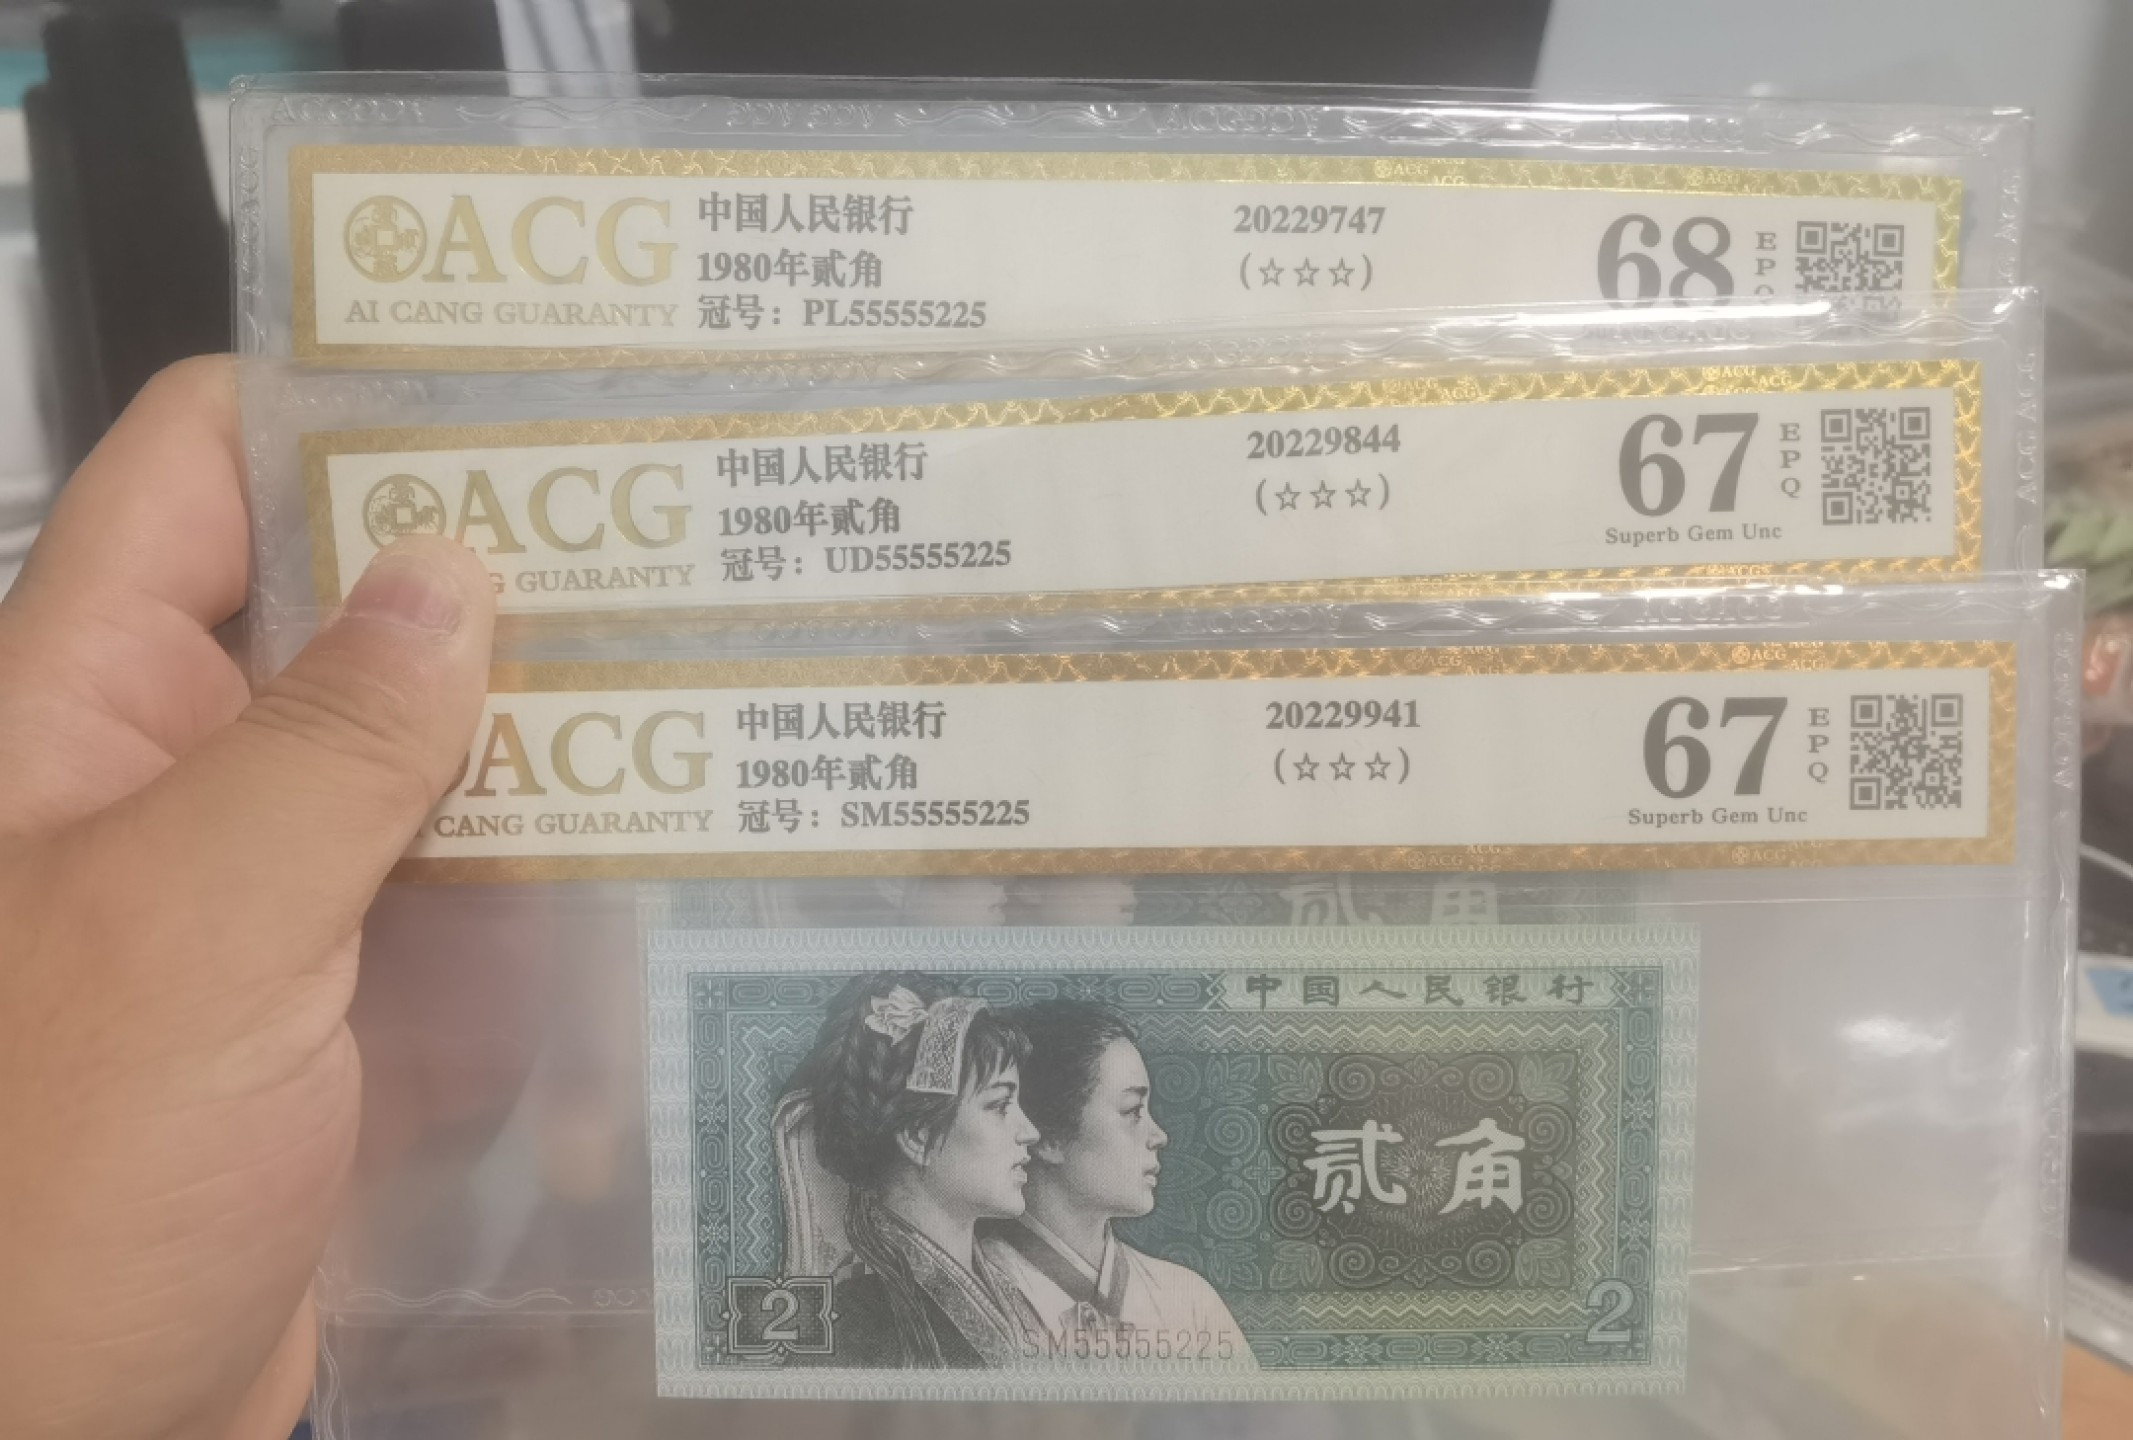 ACG
AI CANG GUARANTY
中国人民银行
1980年贰角
冠号：PL55555225
20229747
(☆☆☆)
68
EPQ
ACG
G GUARANTY
中国人民银行
1980年贰角
冠号：UD55555225
20229844
(☆☆☆)
67
EPQ
Superb Gem Unc
ACG
CANG GUARANTY
中国人民银行
1980年贰角
冠号：SM55555225
20229941
(☆☆☆)
67
EPQ
Superb Gem Unc
贰角
中国人民银行
贰角
2
SM55555225
2